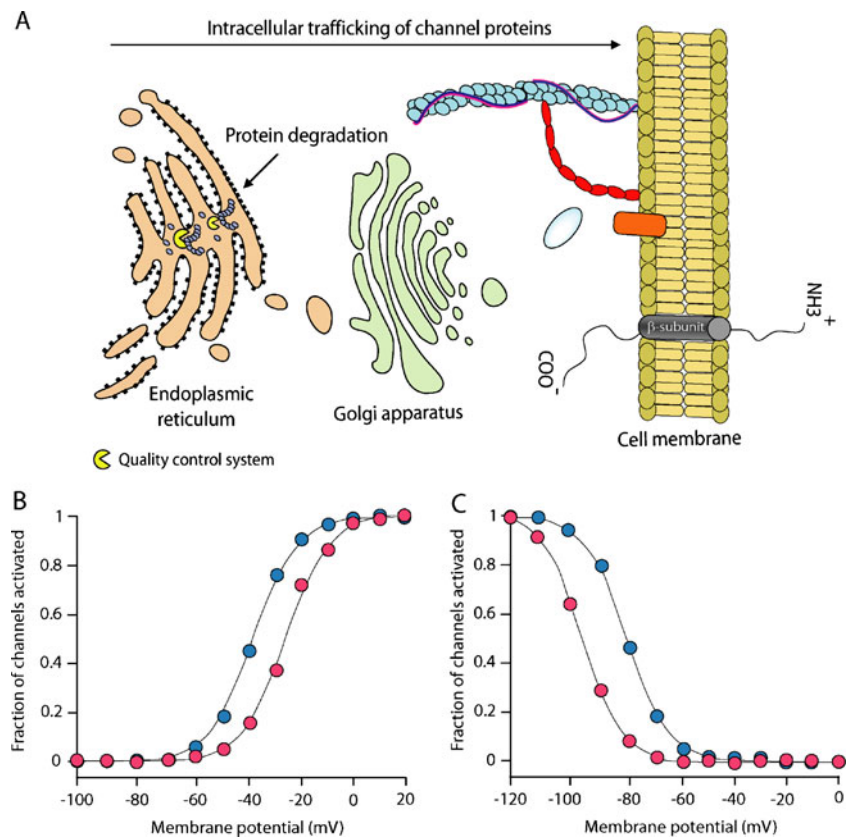 A
Intracellular trafficking of channel proteins
Protein degradation
Endoplasmic
reticulum
Golgi apparatus
Quality control system
β-subunit
COO-
NH3
+
Cell membrane
B
Fraction of channels activated
1
0.8
0.6
0.4
0.2
0
-100
-80
-60
-40
-20
0
20
Membrane potential (mV)
C
Fraction of channels activated
1
0.8
0.6
0.4
0.2
0
-120
-100
-80
-60
-40
-20
0
Membrane potential (mV)